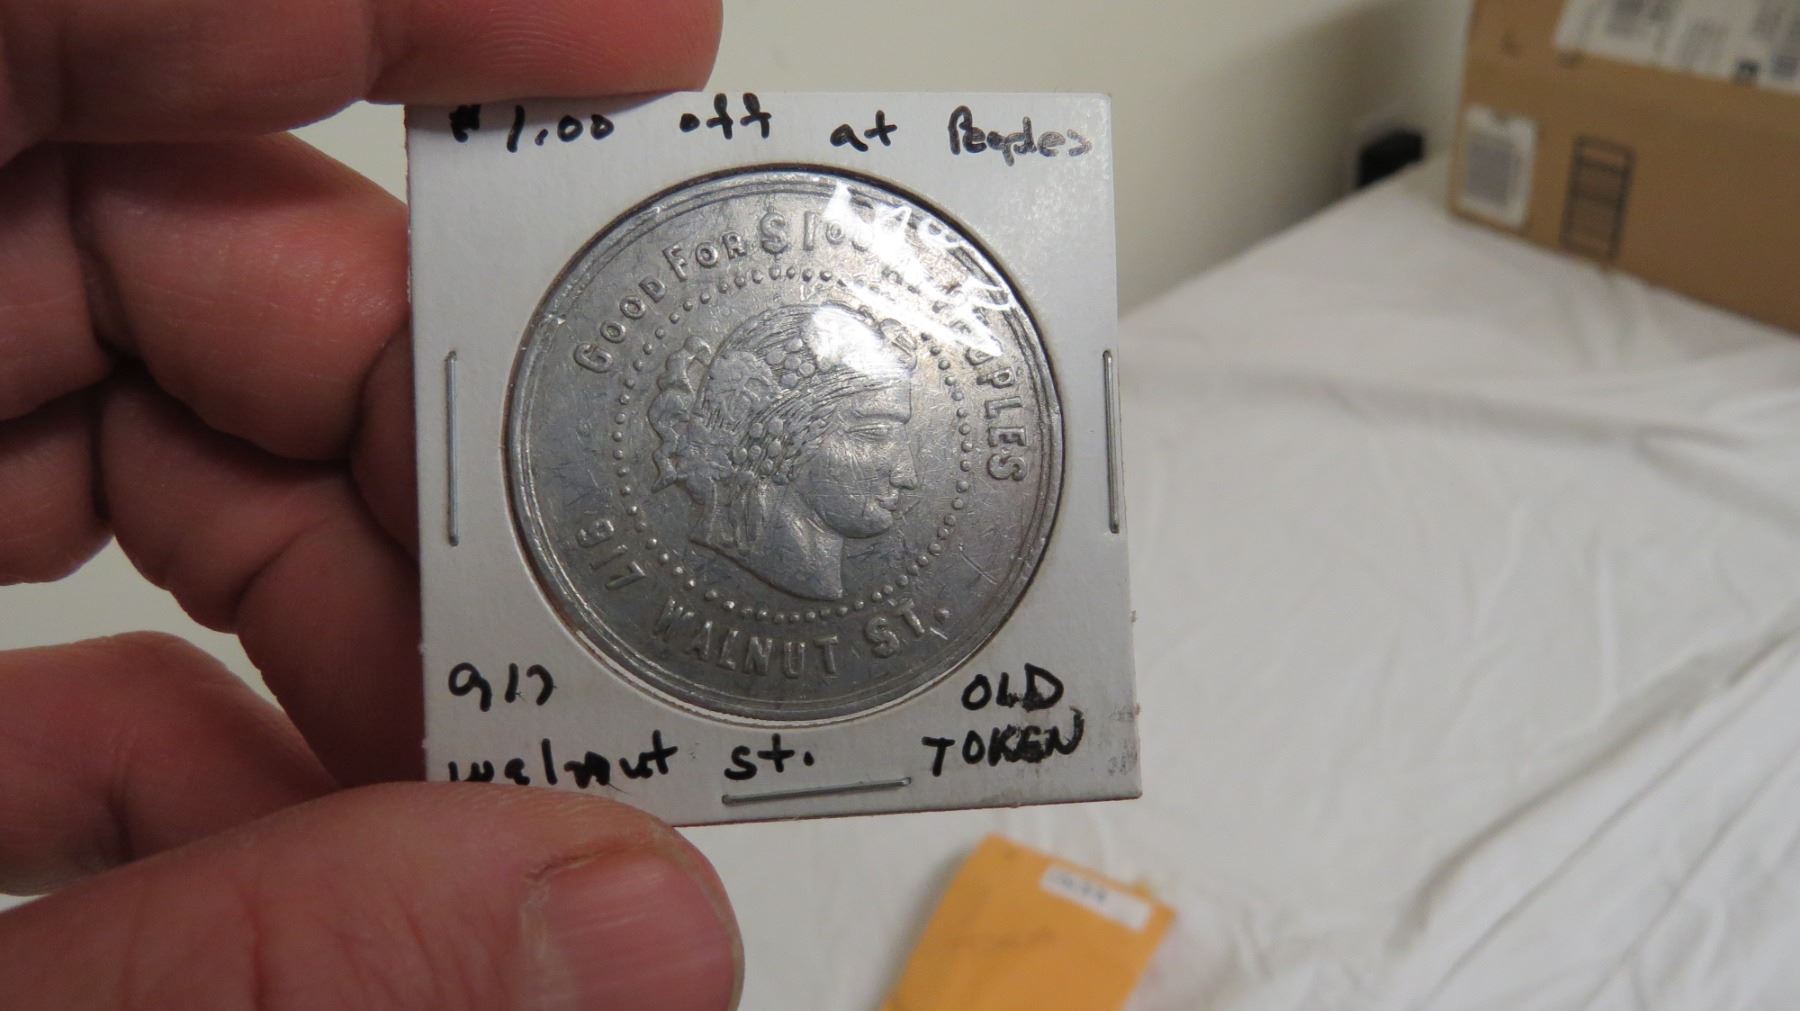 $1.00 off at Peoples
GOOD FOR $1.00
PEOPLES
917 WALNUT ST.
917
walnut st.
OLD
TOKEN